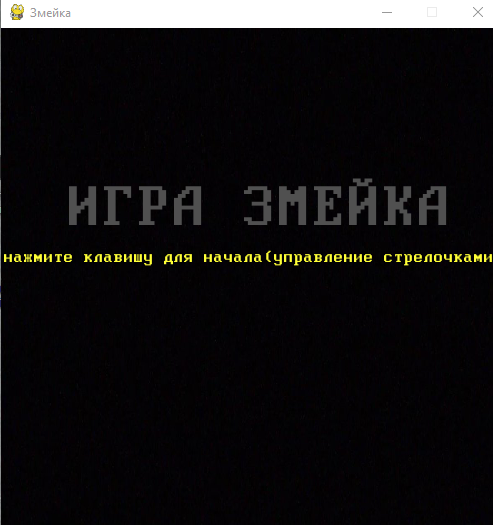 Змейка
ИГРА ЗМЕЙКА
нажмите клавишу для начала(управление стрелочками